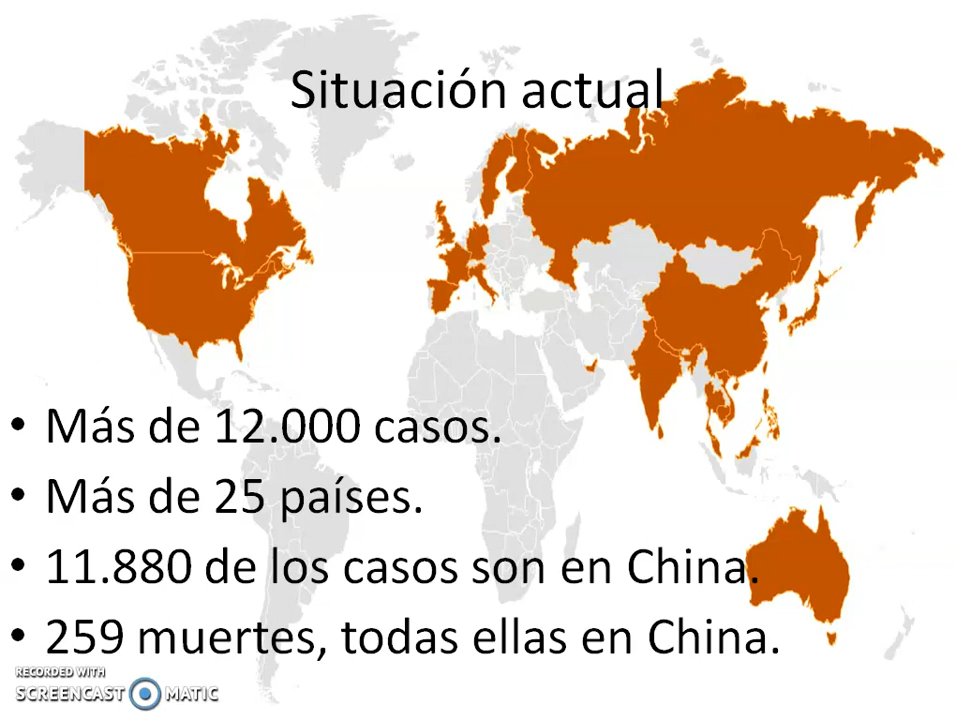 Situación actual
• Más de 12.000 casos.
• Más de 25 países.
• 11.880 de los casos son en China.
• 259 muertes, todas ellas en China.
RECORDED WITH
SCREENCAST MATIC